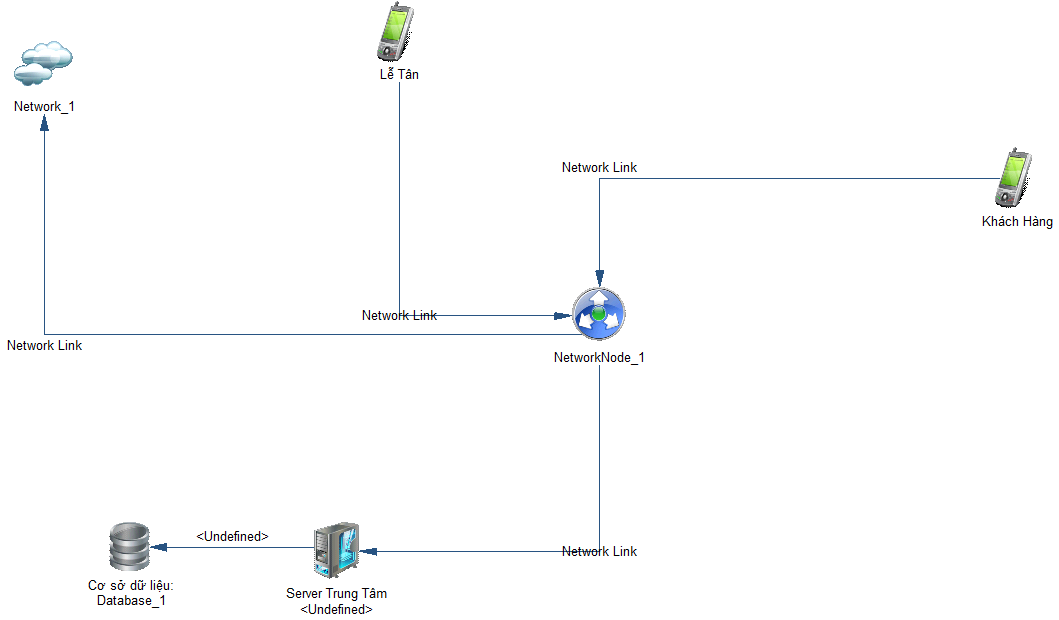 Lễ Tân
Network_1
Network Link
Khách Hàng
Network Link
Network Link
NetworkNode_1
<Undefined>
Network Link
Cơ sở dữ liệu:
Database_1
Server Trung Tâm
<Undefined>